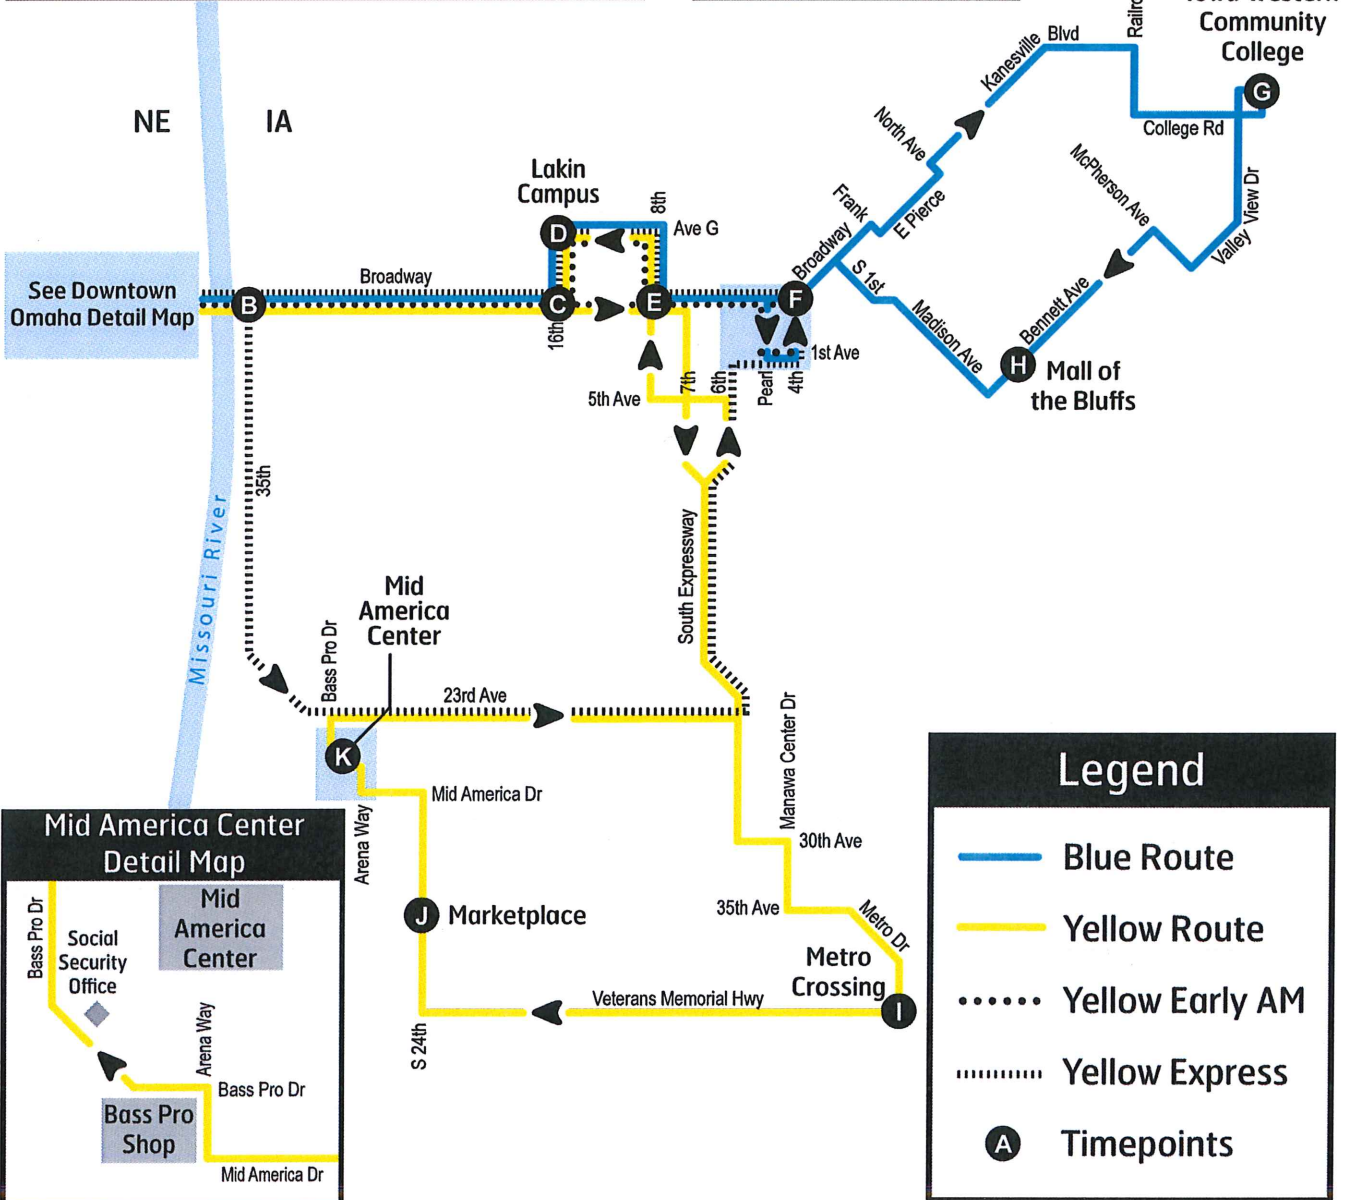 Community
College
G
Blvd
Kanesville
College Rd
NE
IA
North Ave
McPherson Ave
Lakin
Campus
8th
Frank
E Pierce
Valley View Dr
D
Ave G
Broadway
S 1st
See Downtown
Omaha Detail Map
Broadway
B
C
E
F
16th
Madison Ave
Bennett Ave
1st Ave
H
Mall of
the Bluffs
5th Ave
7th
6th
Pearl
4th
35th
Missouri River
South Expressway
Mid
America
Center
Bass Pro Dr
23rd Ave
K
Manawa Center Dr
Mid America Dr
Arena Way
30th Ave
J
Marketplace
35th Ave
Metro Dr
Metro
Crossing
I
Veterans Memorial Hwy
S 24th
Mid America Center
Detail Map
Bass Pro Dr
Mid
America
Center
Social
Security
Office
Arena Way
Bass Pro Dr
Bass Pro
Shop
Mid America Dr
Legend
Blue Route
Yellow Route
Yellow Early AM
Yellow Express
A
Timepoints